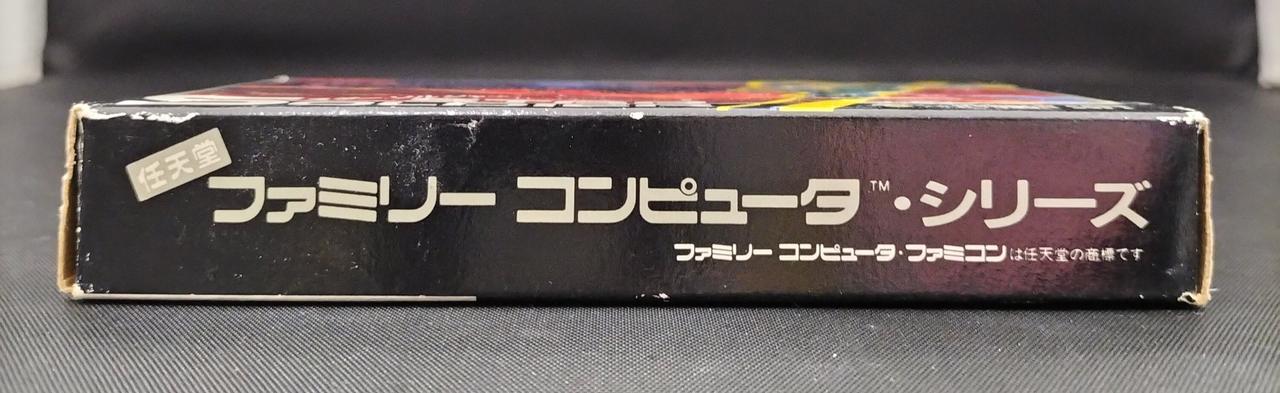 任天堂
ファミリー コンピュータ™・シリーズ
ファミリー コンピュータ・ファミコンは任天堂の商標です